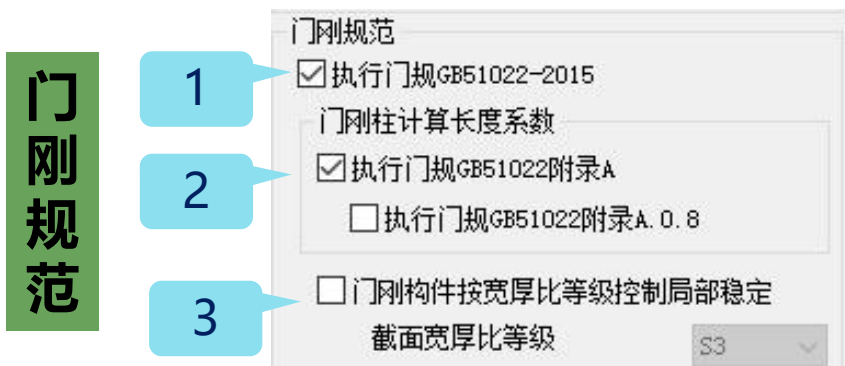 门刚规范
1
2
3
门刚规范
执行门规GB51022-2015
门刚柱计算长度系数
执行门规GB51022附录A
执行门规GB51022附录A.0.8
门刚构件按宽厚比等级控制局部稳定
截面宽厚比等级
S3